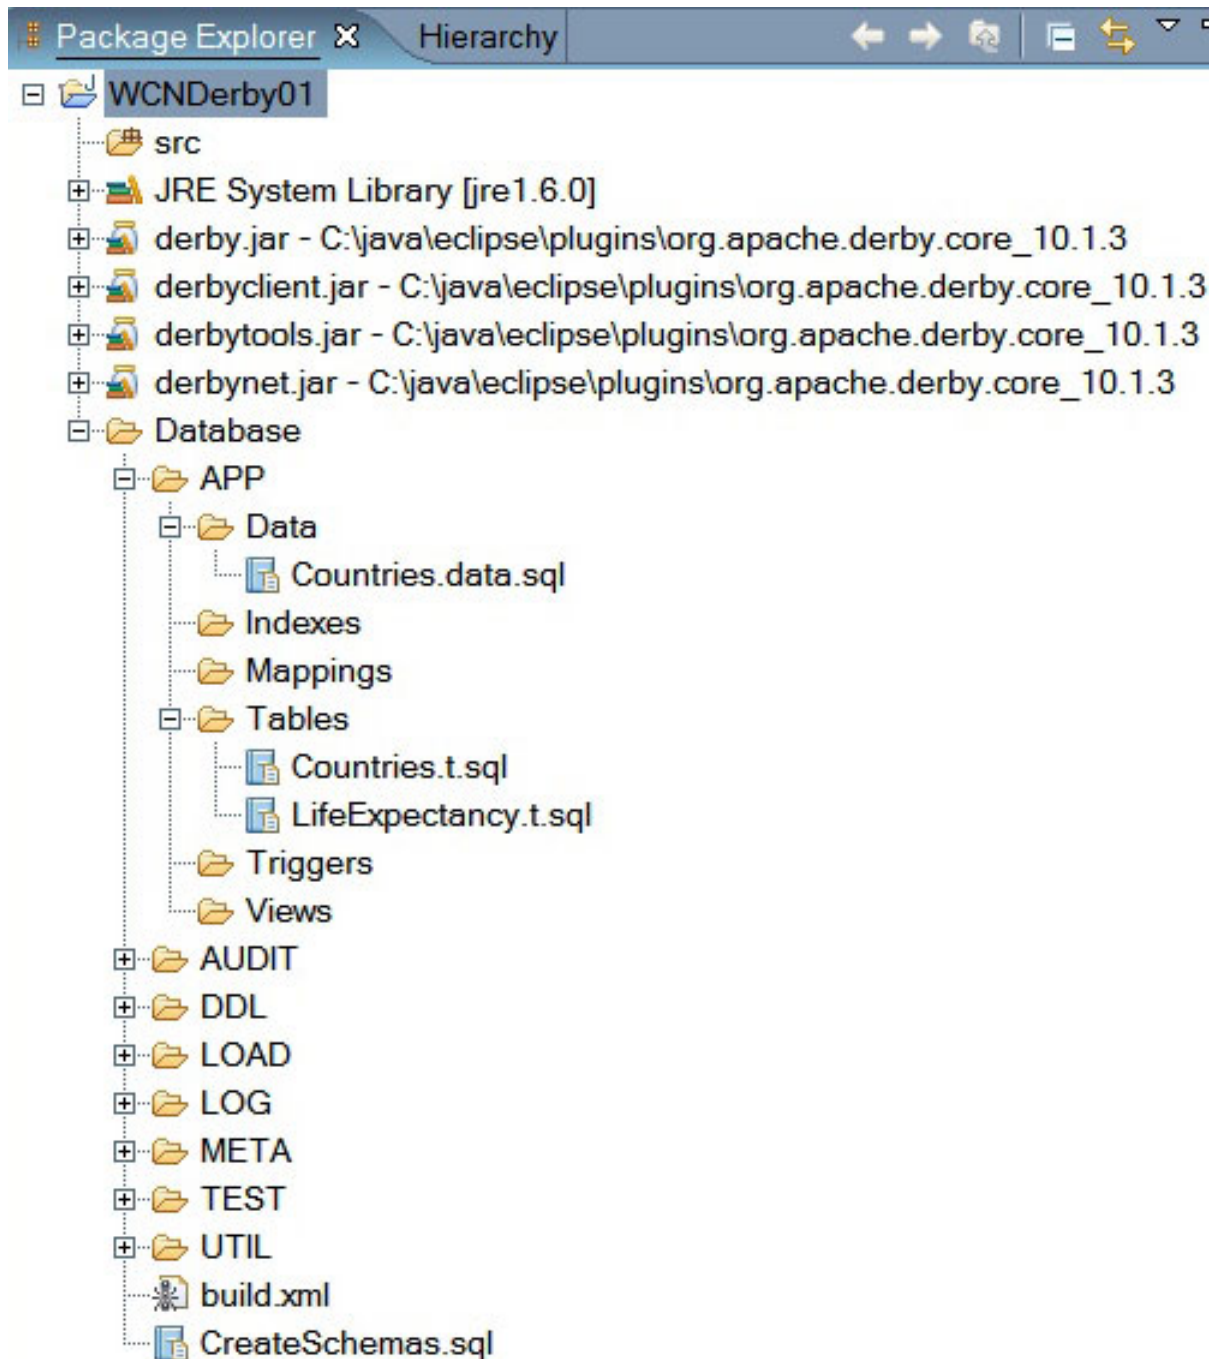 Package Explorer Hierarchy
WCNDerby01
src
JRE System Library [jre1.6.0]
derby.jar - C:\java\eclipse\plugins\org.apache.derby.core_10.1.3
derbyclient.jar - C:\java\eclipse\plugins\org.apache.derby.core_10.1.3
derbytools.jar - C:\java\eclipse\plugins\org.apache.derby.core_10.1.3
derbynet.jar - C:\java\eclipse\plugins\org.apache.derby.core_10.1.3
Database
APP
Data
Countries.data.sql
Indexes
Mappings
Tables
Countries.t.sql
LifeExpectancy.t.sql
Triggers
Views
AUDIT
DDL
LOAD
LOG
META
TEST
UTIL
build.xml
CreateSchemas.sql